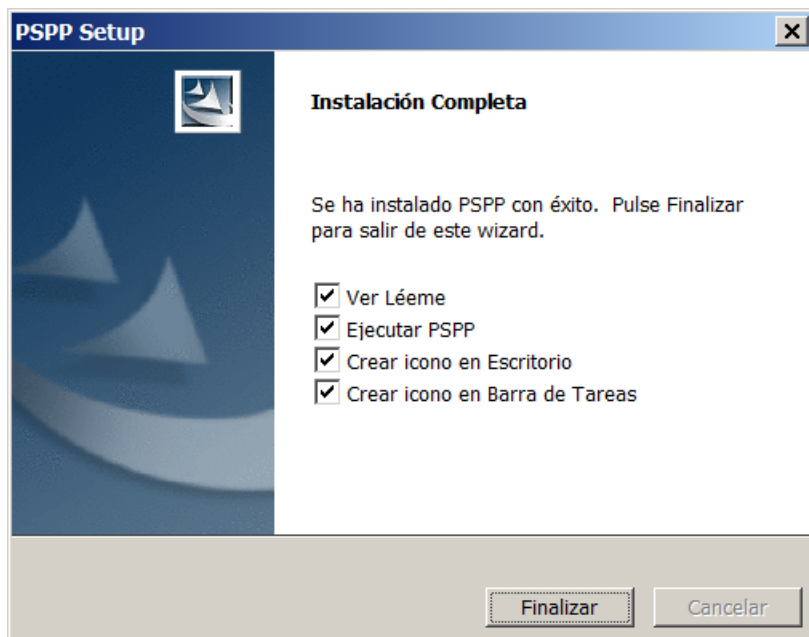 PSPP Setup
Instalación Completa
Se ha instalado PSPP con éxito. Pulse Finalizar
para salir de este wizard.
Ver Léeme
Ejecutar PSPP
Crear icono en Escritorio
Crear icono en Barra de Tareas
Finalizar
Cancelar